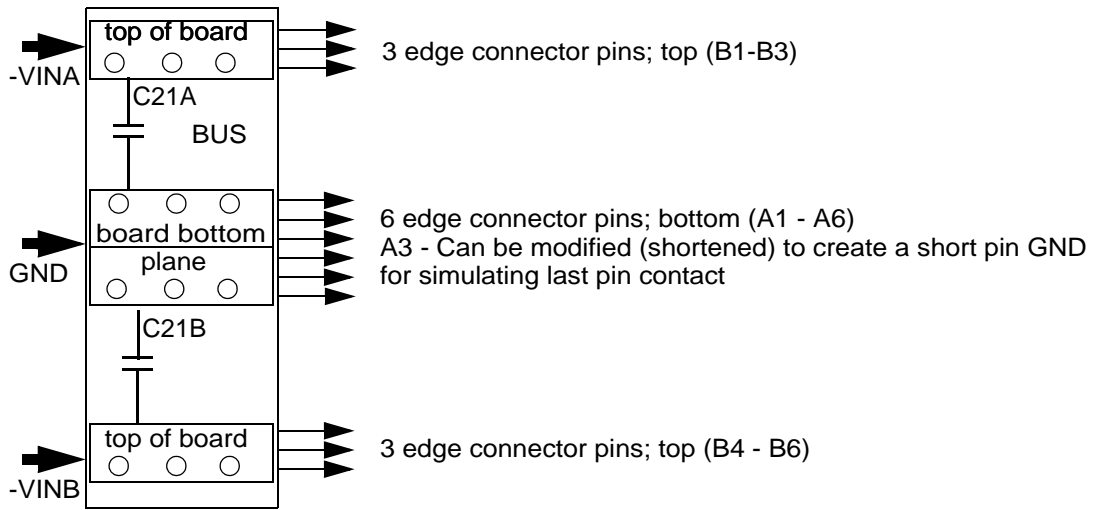 top of board
3 edge connector pins; top (B1-B3)
-VINA
C21A
BUS
6 edge connector pins; bottom (A1 - A6)
board bottom
A3 - Can be modified (shortened) to create a short pin GND
GND
plane
for simulating last pin contact
C21B
top of board
3 edge connector pins; top (B4 - B6)
-VINB